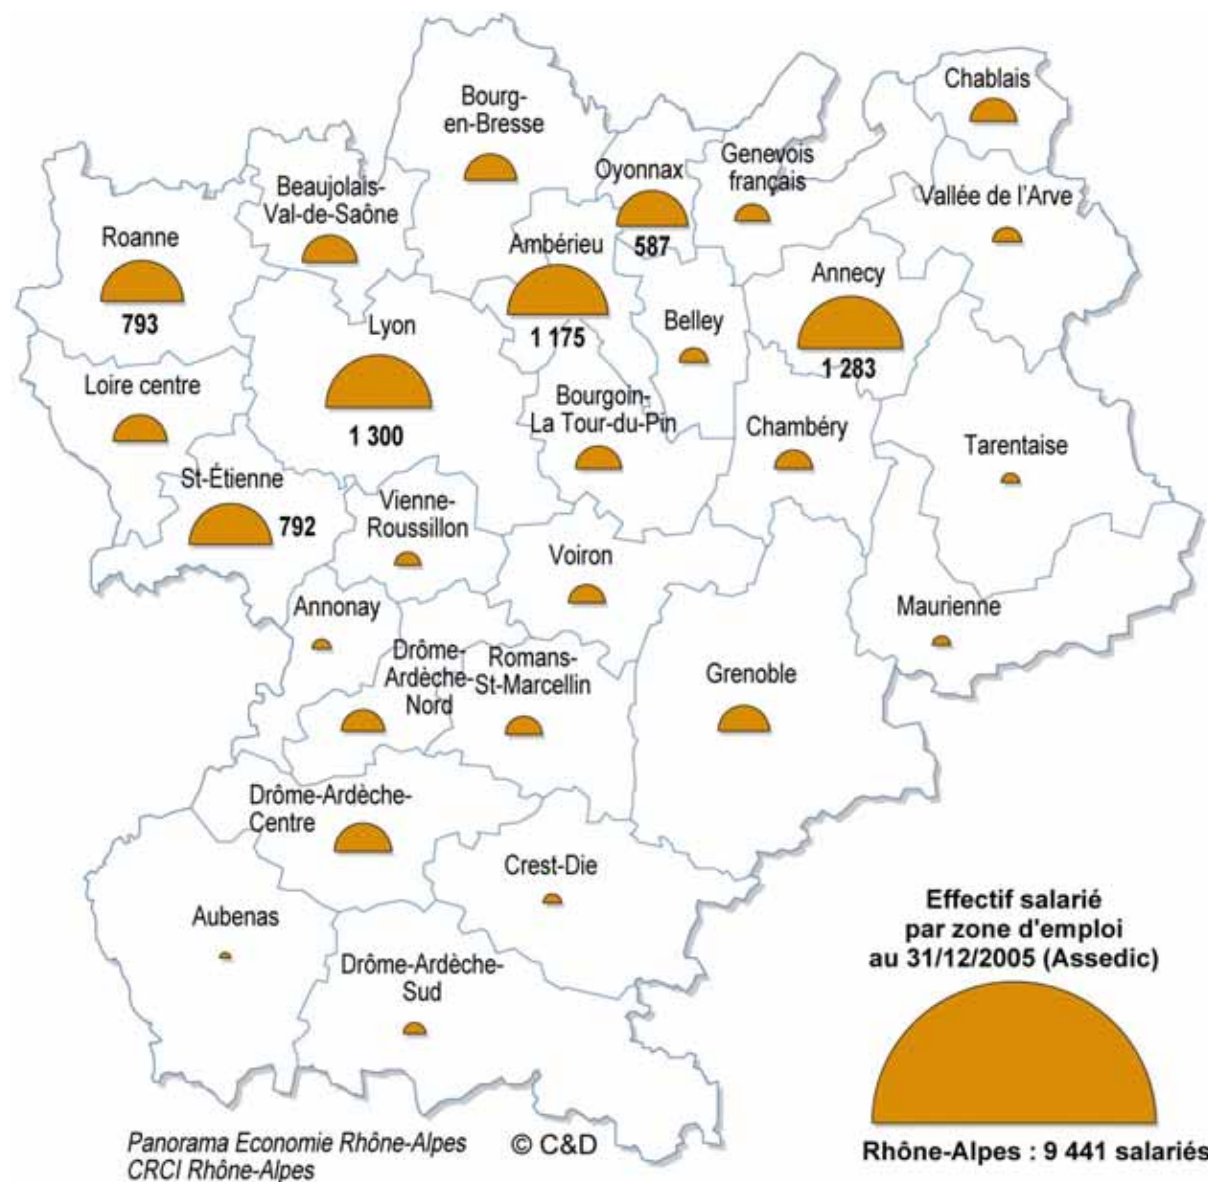 Chablais
Bourg-
en-Bresse
Oyonnax
Genevois
français
Vallée de l'Arve
Beaujolais-
Val-de-Saône
Roanne
793
587
Ambérieu
1 175
Annecy
1 283
Lyon
1 300
Belley
Loire centre
Bourgoin-
La Tour-du-Pin
Chambéry
Tarentaise
St-Étienne
792
Vienne-
Roussillon
Voiron
Annonay
Maurienne
Drôme-
Ardèche-
Nord
Romans-
St-Marcellin
Grenoble
Drôme-Ardèche-
Centre
Crest-Die
Aubenas
Drôme-Ardèche-
Sud
Effectif salarié
par zone d'emploi
au 31/12/2005 (Assedic)
Rhône-Alpes : 9 441 salariés
Panorama Economie Rhône-Alpes © C&D
CRCI Rhône-Alpes